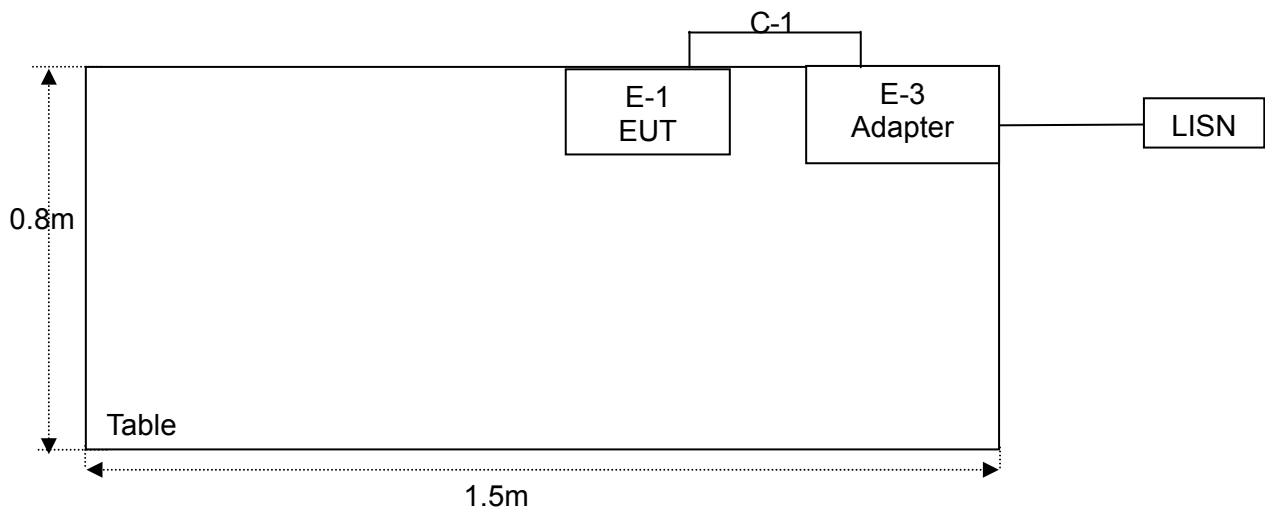 C-1
E-1
EUT
E-3
Adapter
LISN
0.8m
Table
1.5m